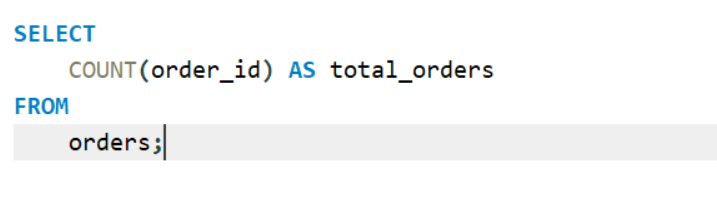 SELECT
    COUNT(order_id) AS total_orders
FROM
    orders;